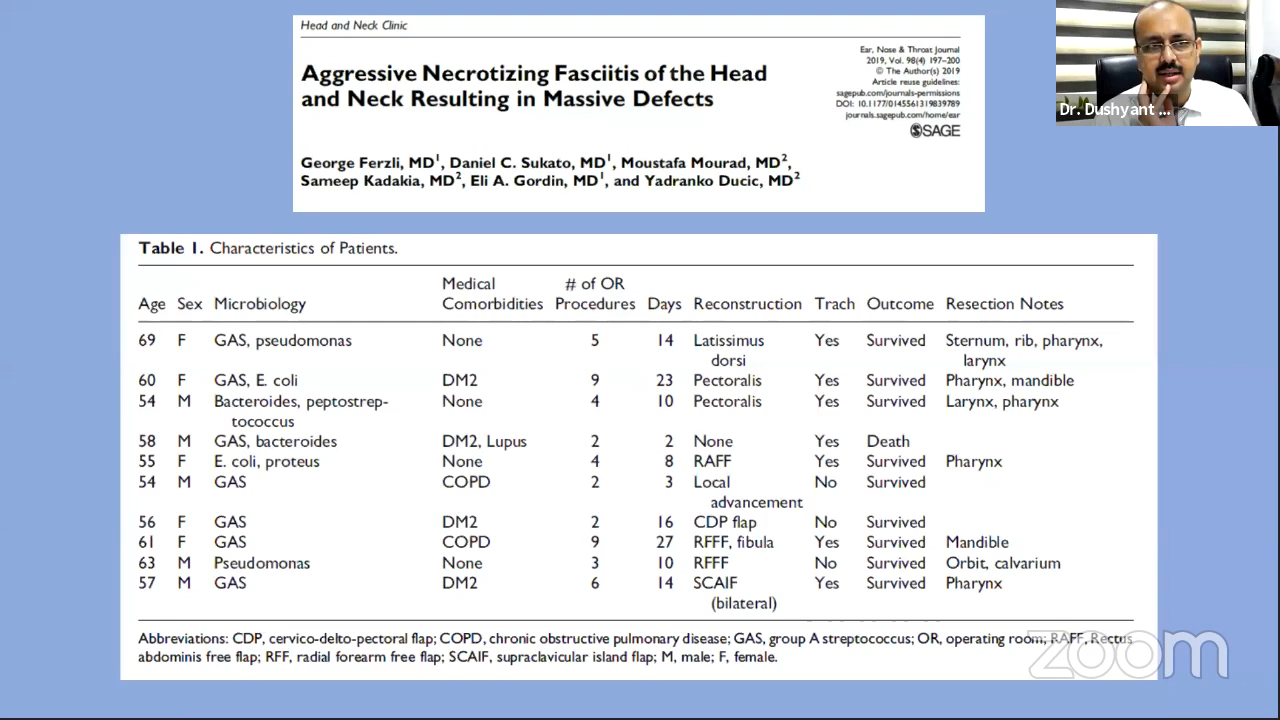 Head and Neck Clinic
Aggressive Necrotizing Fasciitis of the Head
and Neck Resulting in Massive Defects
Ear, Nose & Throat Journal
2019, Vol. 98(4) 197–200
© The Author(s) 2019
Article reuse guidelines:
sagepub.com/journals-permissions
DOI: 10.1177/0145561319839789
journals.sagepub.com/home/ear
SAGE
George Ferzli, MD1, Daniel C. Sukato, MD1, Moustafa Mourad, MD2,
Sameep Kadakia, MD2, Eli A. Gordin, MD1, and Yadranko Ducic, MD2
Dr. Dushyant ...
Table 1. Characteristics of Patients.
Medical # of OR
Age Sex Microbiology Comorbidities Procedures Days Reconstruction Trach Outcome Resection Notes
69 F GAS, pseudomonas None 5 14 Latissimus Yes Survived Sternum, rib, pharynx,
dorsi larynx
60 F GAS, E. coli DM2 9 23 Pectoralis Yes Survived Pharynx, mandible
54 M Bacteroides, peptostrep- None 4 10 Pectoralis Yes Survived Larynx, pharynx
tococcus
58 M GAS, bacteroides DM2, Lupus 2 2 None Yes Death
55 F E. coli, proteus None 4 8 RAFF Yes Survived Pharynx
54 M GAS COPD 2 3 Local No Survived
advancement
56 F GAS DM2 2 16 CDP flap No Survived
61 F GAS COPD 9 27 RFFF, fibula Yes Survived Mandible
63 M Pseudomonas None 3 10 RFFF No Survived Orbit, calvarium
57 M GAS DM2 6 14 SCAIF Yes Survived Pharynx
(bilateral)
Abbreviations: CDP, cervico-delto-pectoral flap; COPD, chronic obstructive pulmonary disease; GAS, group A streptococcus; OR, operating room; RAFF, Rectus
abdominis free flap; RFF, radial forearm free flap; SCAIF, supraclavicular island flap; M, male; F, female.
zoom